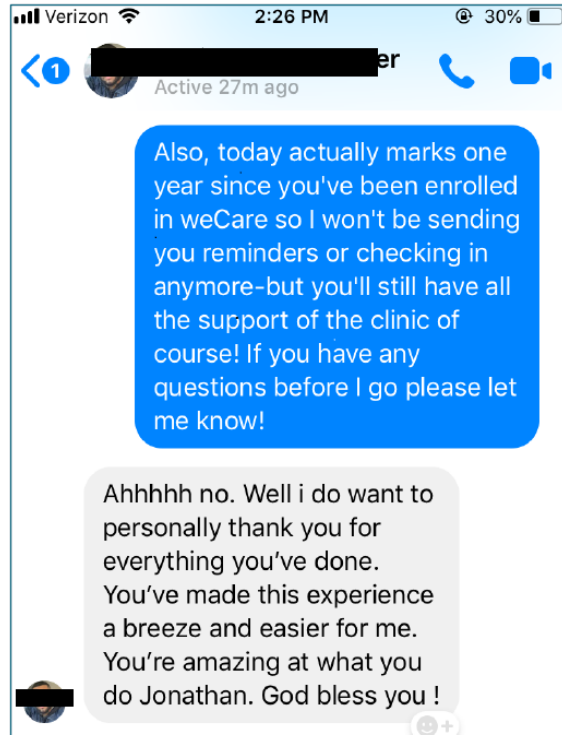 Verizon 2:26 PM 30%
1 er
Active 27m ago
Also, today actually marks one
year since you've been enrolled
in weCare so I won't be sending
you reminders or checking in
anymore-but you'll still have all
the support of the clinic of
course! If you have any
questions before I go please let
me know!
Ahhhhh no. Well i do want to
personally thank you for
everything you’ve done.
You’ve made this experience
a breeze and easier for me.
You’re amazing at what you
do Jonathan. God bless you !